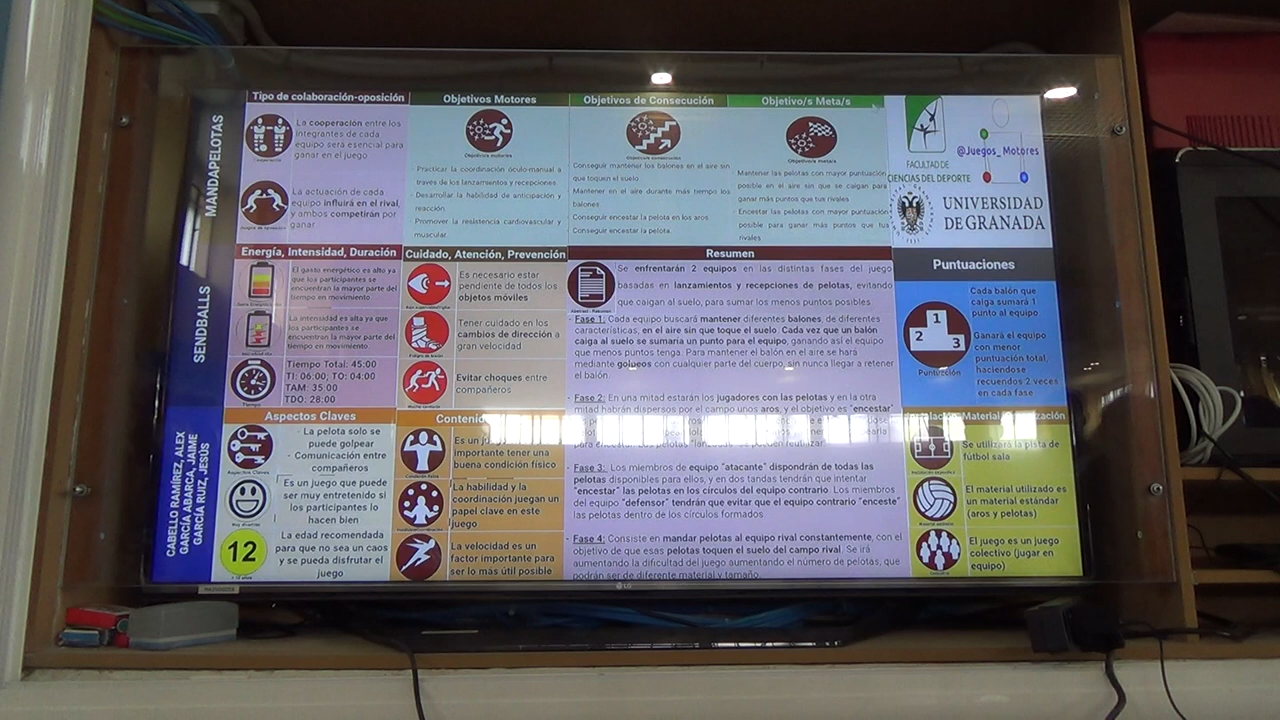 MANDAPELOTAS
SENDBALLS
CABELLO RAMÍREZ, ALEX
GARCÍA ABARCA, JAIME
GARCÍA RUIZ, JESÚS
Tipo de colaboración-oposición
La cooperación entre los
integrantes de cada
equipo será esencial para
ganar en el juego
La actuación de cada
equipo influirá en el rival,
y ambos competirán por
ganar
Objetivos Motores
Objetivos motores
Practicar la coordinación óculo-manual a
través de los lanzamientos y recepciones.
Desarrollar la habilidad de anticipación y
reacción.
Promover la resistencia cardiovascular y
muscular.
Objetivos de Consecución
Conseguir mantener los balones en el aire sin
que toquen el suelo
Mantener en el aire durante más tiempo los
balones
Conseguir encestar la pelota en los aros
Conseguir encestar la pelota.
Objetivo/s Meta/s
Mantener las pelotas con mayor puntuación
posible en el aire sin que se caigan para
ganar más puntos que tus rivales
Encestar las pelotas con mayor puntuación
posible para ganar más puntos que tus
rivales
FACULTAD DE
CIENCIAS DEL DEPORTE
@Juegos_Motores
UNIVERSIDAD
DE GRANADA
Energía, Intensidad, Duración
El gasto energético es alto ya
que los participantes se
encuentran la mayor parte del
tiempo en movimiento.
La intensidad es alta ya que
los participantes se
encuentran la mayor parte del
tiempo en movimiento
Tiempo
Tiempo Total: 45:00
TI: 06:00; TO: 04:00
TAM: 35:00
TDO: 28:00
Cuidado, Atención, Prevención
Es necesario estar
pendiente de todos los
objetos móviles
Tener cuidado en los
cambios de dirección a
gran velocidad
Evitar choques entre
compañeros
Resumen
Se enfrentarán 2 equipos en las distintas fases del juego
basadas en lanzamientos y recepciones de pelotas, evitando
que caigan al suelo, para sumar los menos puntos posibles
- Fase 1: Cada equipo buscará mantener diferentes balones, de diferentes
características, en el aire sin que toque el suelo. Cada vez que un balón
caiga al suelo se sumaria un punto para el equipo, ganando así el equipo
que menos puntos tenga. Para mantener el balón en el aire se hará
mediante golpeos con cualquier parte del cuerpo, sin nunca llegar a retener
el balón.
- Fase 2: En una mitad estarán los jugadores con las pelotas y en la otra
mitad habrán dispersos por el campo unos aros, y el objetivo es "encestar"
- Fase 3: Los miembros de equipo "atacante" dispondrán de todas las
pelotas disponibles para ellos, y en dos tandas tendrán que intentar
"encestar" las pelotas en los círculos del equipo contrario. Los miembros
del equipo "defensor" tendrán que evitar que el equipo contrario "enceste"
las pelotas dentro de los círculos formados.
- Fase 4: Consiste en mandar pelotas al equipo rival constantemente, con el
objetivo de que esas pelotas toquen el suelo del campo rival. Se irá
aumentando la dificultad del juego aumentando el número de pelotas, que
podrán ser de diferente material y tamaño.
Puntuaciones
1
2
3
Puntuación
Cada balón que
caiga sumará 1
punto al equipo
Ganará el equipo
con menor
puntuación total,
haciendose
recuendos 2 veces
en cada fase
Aspectos Claves
Aspectos Claves
- La pelota solo se
puede golpear
- Comunicación entre
compañeros
Es un juego que puede
ser muy entretenido si
los participantes lo
hacen bien
12
La edad recomendada
para que no sea un caos
y se pueda disfrutar el
juego
Es un
importante tener una
buena condición físico
La habilidad y la
coordinación juegan un
papel clave en este
juego
La velocidad es un
factor importante para
ser lo más útil posible
Se utilizará la pista de
fútbol sala
El material utilizado es
un material estándar
(aros y pelotas)
El juego es un juego
colectivo (jugar en
equipo)
LG